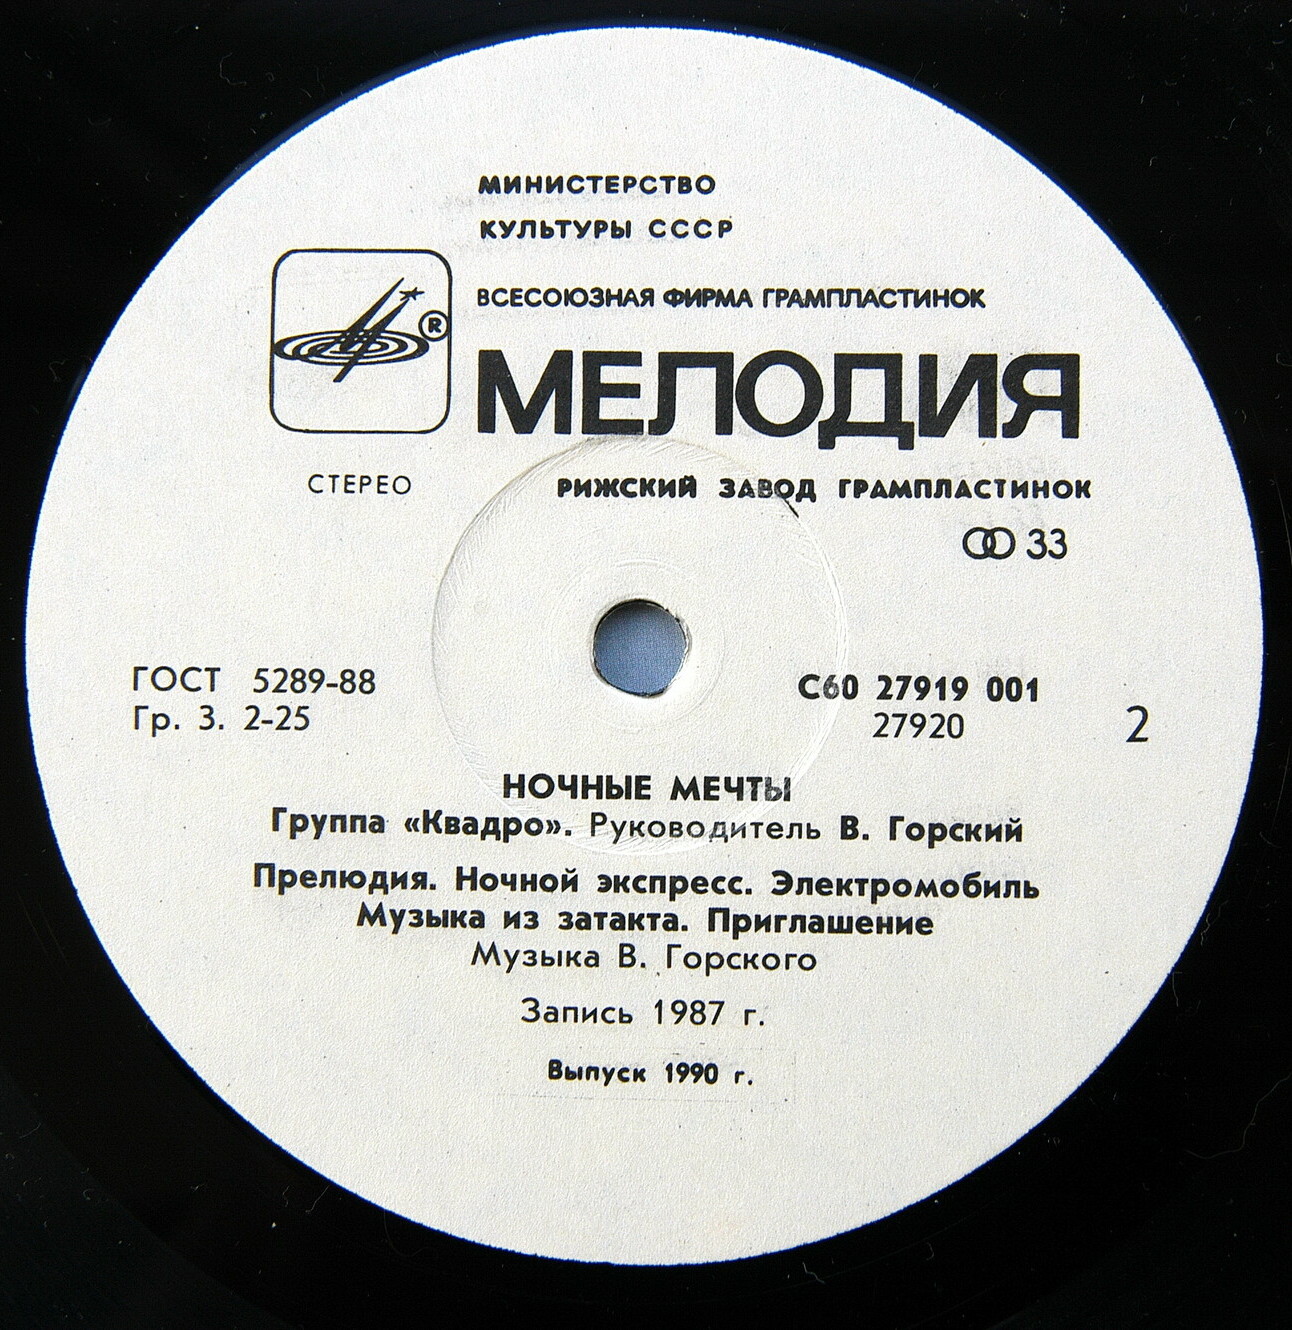 МИНИСТЕРСТВО
КУЛЬТУРЫ СССР
ВСЕСОЮЗНАЯ ФИРМА ГРАМПЛАСТИНОК
®
МЕЛОДИЯ
СТЕРЕО
РИЖСКИЙ ЗАВОД ГРАМПЛАСТИНОК
33
ГОСТ 5289-88
Гр. 3. 2-25
С60 27919 001
27920
2
НОЧНЫЕ МЕЧТЫ
Группа «Квадро». Руководитель В. Горский
Прелюдия. Ночной экспресс. Электромобиль
Музыка из затакта. Приглашение
Музыка В. Горского
Запись 1987 г.
Выпуск 1990 г.